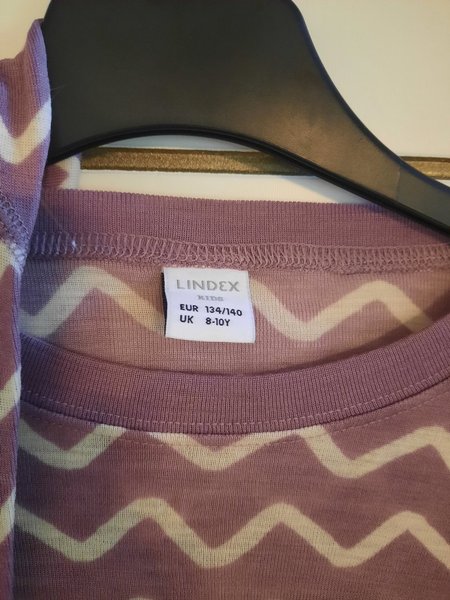 LINDEX
KIDS
EUR 134/140
UK 8-10Y